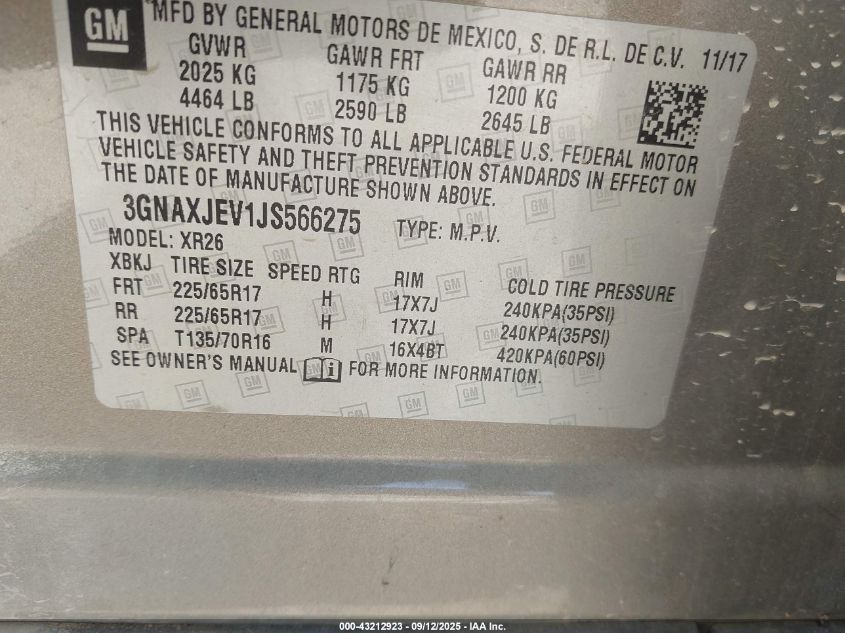 GM
MFD BY GENERAL MOTORS DE MEXICO, S. DE R.L. DE C.V. 11/17
GVWR GAWR FRT GAWR RR
2025 KG 1175 KG 1200 KG
4464 LB 2590 LB 2645 LB
THIS VEHICLE CONFORMS TO ALL APPLICABLE U.S. FEDERAL MOTOR
VEHICLE SAFETY AND THEFT PREVENTION STANDARDS IN EFFECT ON
THE DATE OF MANUFACTURE SHOWN ABOVE.
3GNAXJEV1JS566275 TYPE: M.P.V.
MODEL: XR26
XBKJ TIRE SIZE SPEED RTG RIM COLD TIRE PRESSURE
FRT 225/65R17 H 17X7J 240KPA(35PSI)
RR 225/65R17 H 17X7J 240KPA(35PSI)
SPA T135/70R16 M 16X4BT 420KPA(60PSI)
SEE OWNER'S MANUAL FOR MORE INFORMATION.
000-43212923 - 09/12/2025 - IAA Inc.